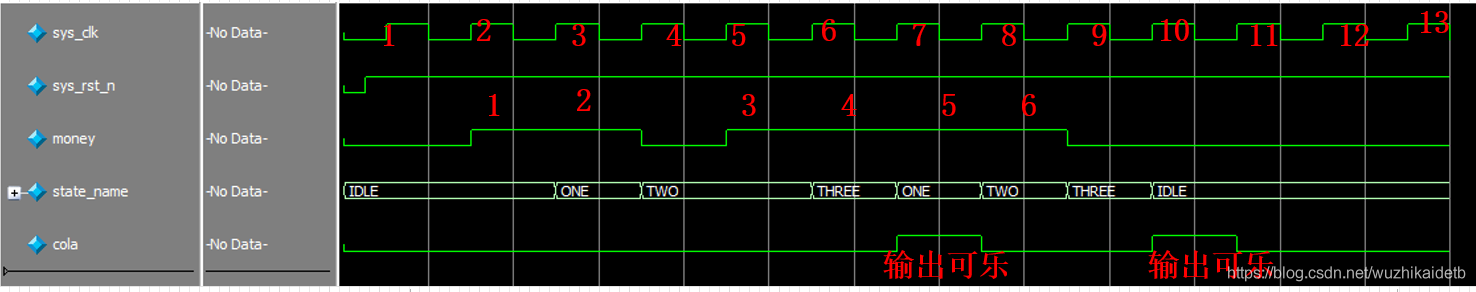 sys_clk -No Data- 1 2 3 4 5 6 7 8 9 10 11 12 13
sys_rst_n -No Data-
1 2 3 4 5 6
money -No Data-
state_name -No Data- IDLE ONE TWO THREE ONE TWO THREE IDLE
cola -No Data-
输出可乐 输出可乐
https://blog.csdn.net/wuzhikaidetb